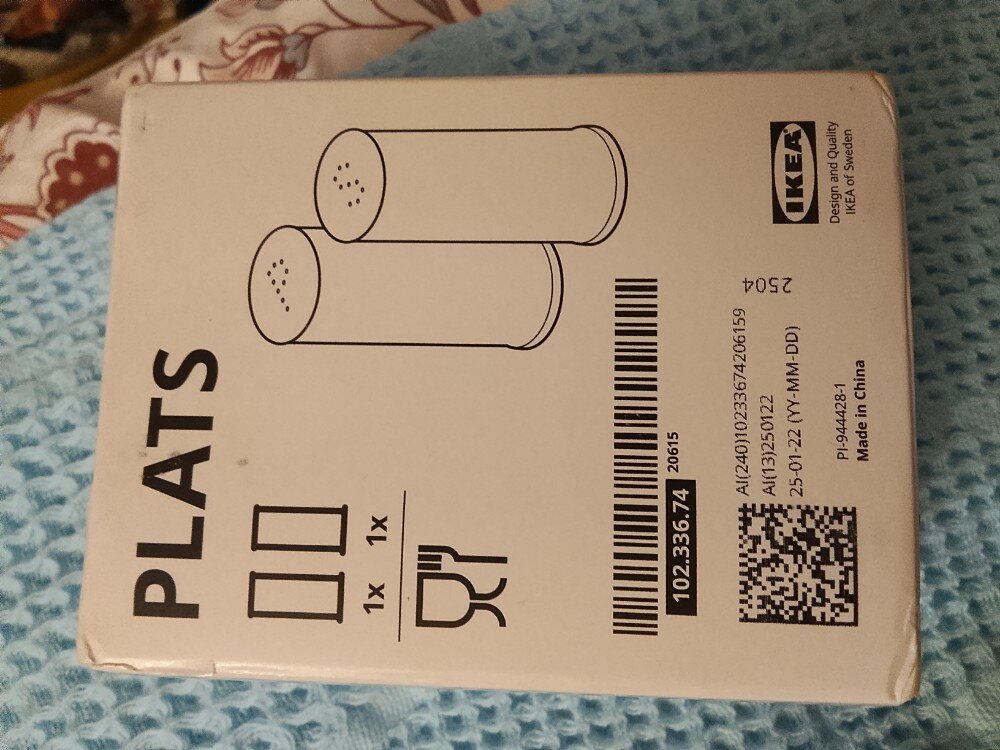 PLATS
1x 1x
102.336.74 20615
AI(240)10233674206159
AI(13)250122
25-01-22 (YY-MM-DD)
2504
PI-944428-1
Made in China
IKEA
Design and Quality
IKEA of Sweden